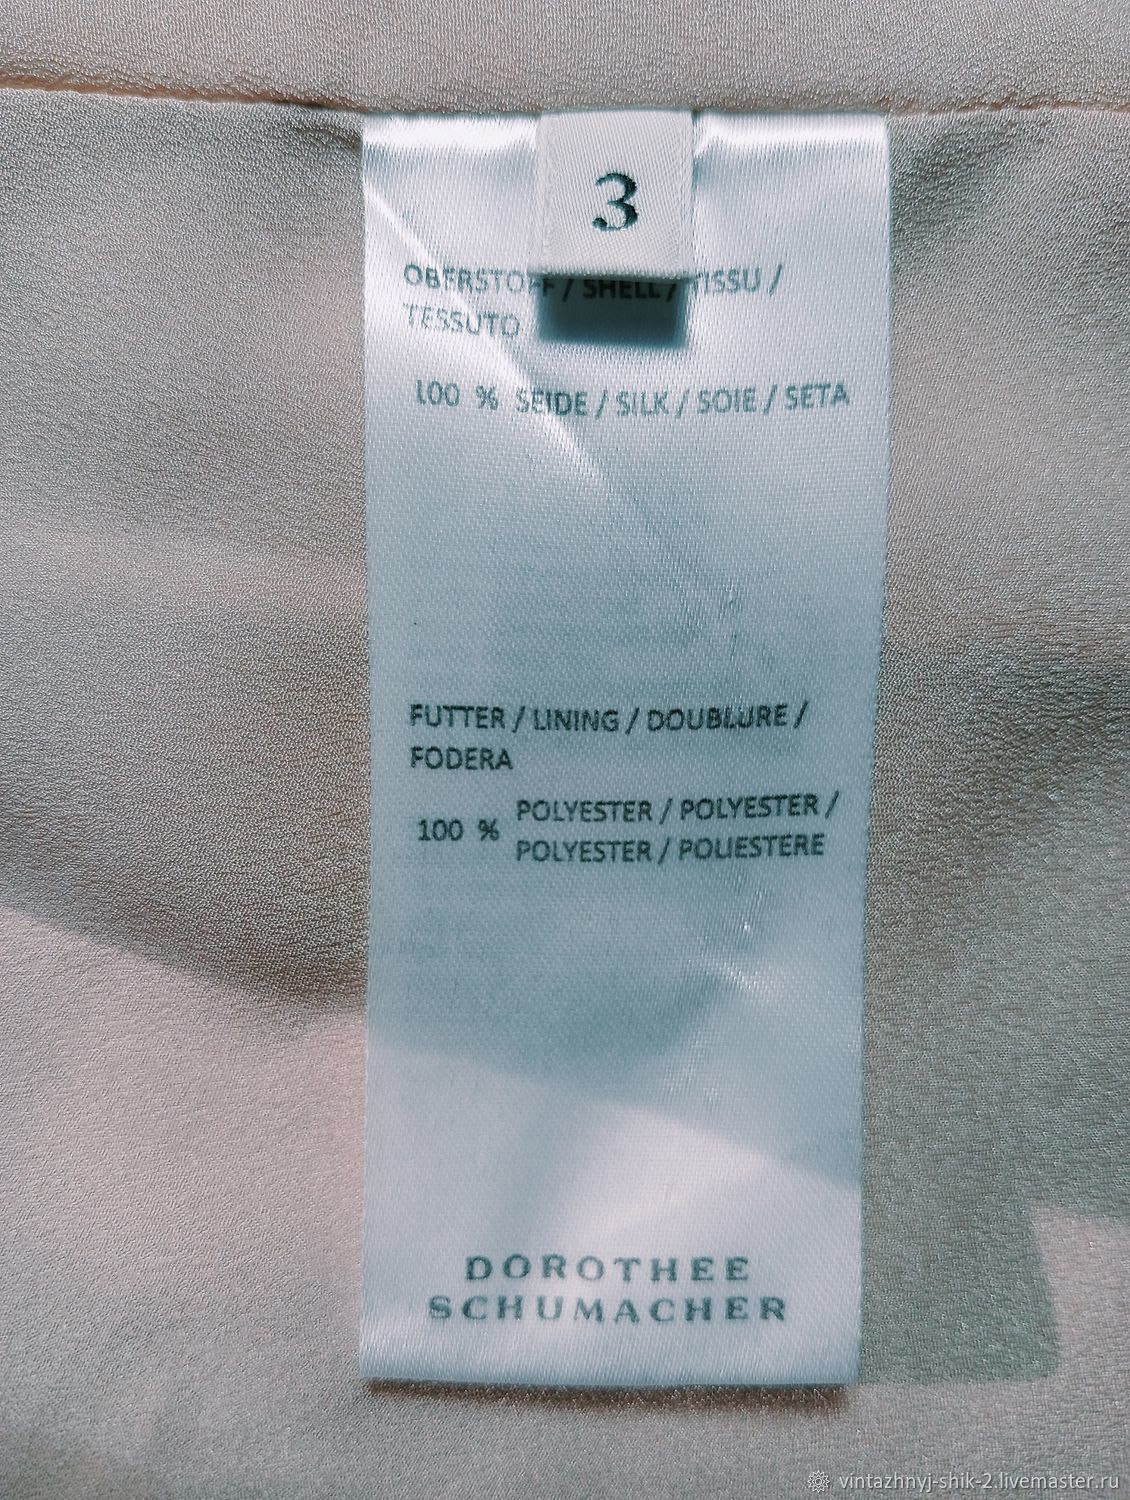 3
OBERSTOFF / SHELL / TISSU /
TESSUTO
100 % SEIDE / SILK / SOIE / SETA
FUTTER / LINING / DOUBLURE /
FODERA
100 % POLYESTER / POLYESTER /
POLYESTER / POLIESTERE
DOROTHEE
SCHUMACHER
vintazhnyj-shik-2.livemaster.ru